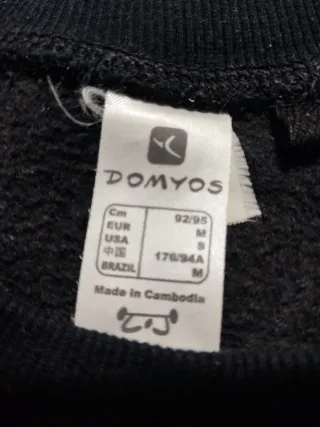 DOMYOS
Cm 92/95
EUR M
USA S
中国 176/94A
BRAZIL M
Made in Cambodia